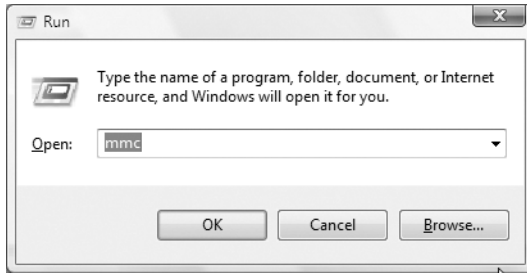 Run
Type the name of a program, folder, document, or Internet
resource, and Windows will open it for you.
Open: mmc
OK Cancel Browse...